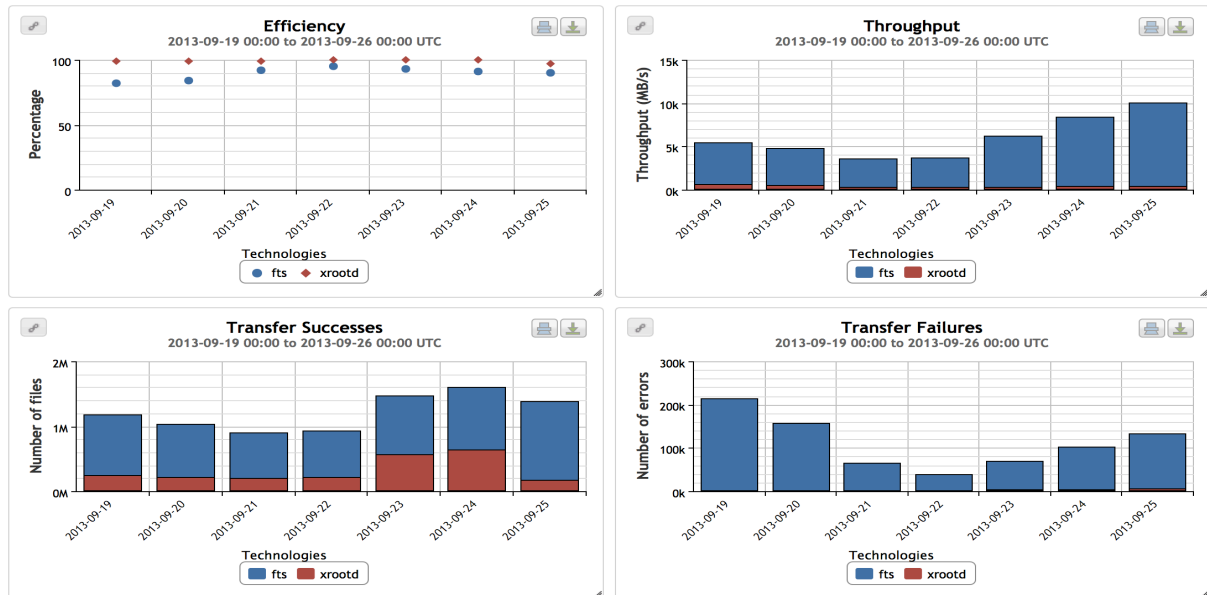 Efficiency
2013-09-19 00:00 to 2013-09-26 00:00 UTC
Percentage
100
50
0
2013-09-19
2013-09-20
2013-09-21
2013-09-22
2013-09-23
2013-09-24
2013-09-25
Technologies
fts xrootd
Throughput
2013-09-19 00:00 to 2013-09-26 00:00 UTC
Throughput (MB/s)
15k
10k
5k
0k
2013-09-19
2013-09-20
2013-09-21
2013-09-22
2013-09-23
2013-09-24
2013-09-25
Technologies
fts xrootd
Transfer Successes
2013-09-19 00:00 to 2013-09-26 00:00 UTC
Number of files
2M
1M
0M
2013-09-19
2013-09-20
2013-09-21
2013-09-22
2013-09-23
2013-09-24
2013-09-25
Technologies
fts xrootd
Transfer Failures
2013-09-19 00:00 to 2013-09-26 00:00 UTC
Number of errors
300k
200k
100k
0k
2013-09-19
2013-09-20
2013-09-21
2013-09-22
2013-09-23
2013-09-24
2013-09-25
Technologies
fts xrootd